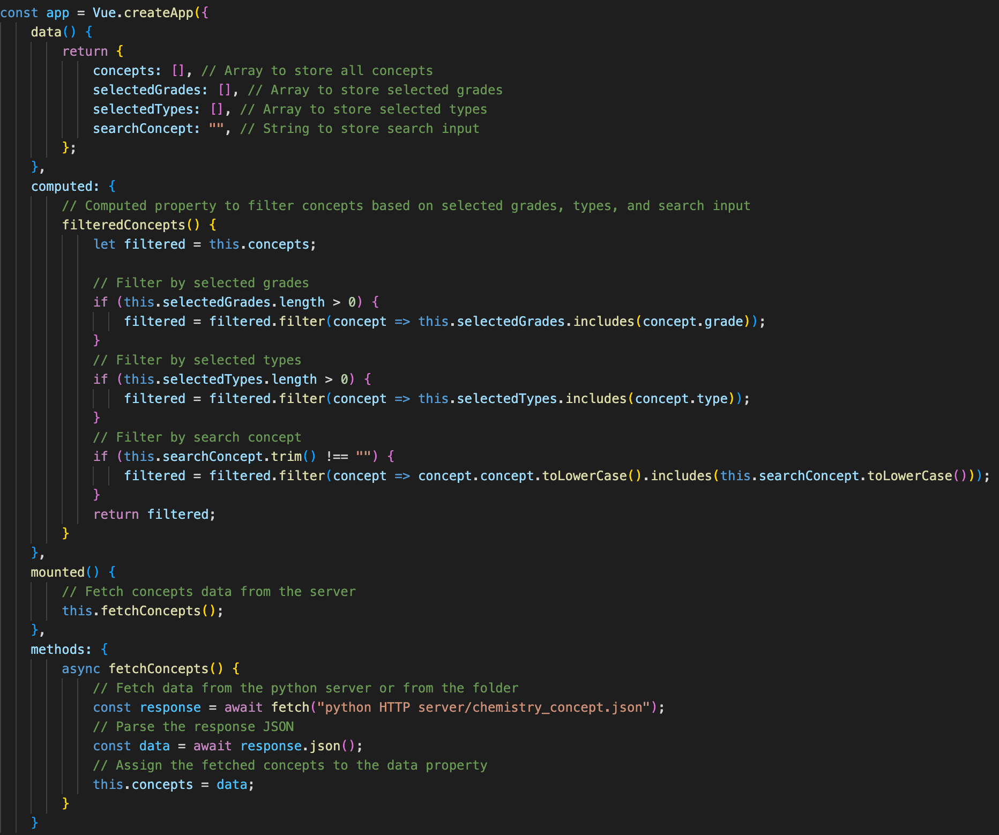 const app = Vue.createApp({
    data() {
        return {
            concepts: [], // Array to store all concepts
            selectedGrades: [], // Array to store selected grades
            selectedTypes: [], // Array to store selected types
            searchConcept: "", // String to store search input
        };
    },
    computed: {
        // Computed property to filter concepts based on selected grades, types, and search input
        filteredConcepts() {
            let filtered = this.concepts;

            // Filter by selected grades
            if (this.selectedGrades.length > 0) {
                filtered = filtered.filter(concept => this.selectedGrades.includes(concept.grade));
            }
            // Filter by selected types
            if (this.selectedTypes.length > 0) {
                filtered = filtered.filter(concept => this.selectedTypes.includes(concept.type));
            }
            // Filter by search concept
            if (this.searchConcept.trim() !== "") {
                filtered = filtered.filter(concept => concept.concept.toLowerCase().includes(this.searchConcept.toLowerCase()));
            }
            return filtered;
        }
    },
    mounted() {
        // Fetch concepts data from the server
        this.fetchConcepts();
    },
    methods: {
        async fetchConcepts() {
            // Fetch data from the python server or from the folder
            const response = await fetch("python HTTP server/chemistry_concept.json");
            // Parse the response JSON
            const data = await response.json();
            // Assign the fetched concepts to the data property
            this.concepts = data;
        }
    }